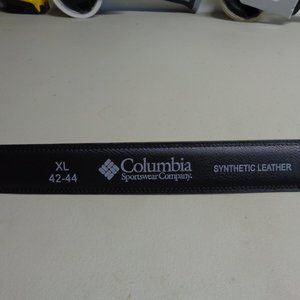 XL
42-44
Columbia
Sportswear Company
SYNTHETIC LEATHER